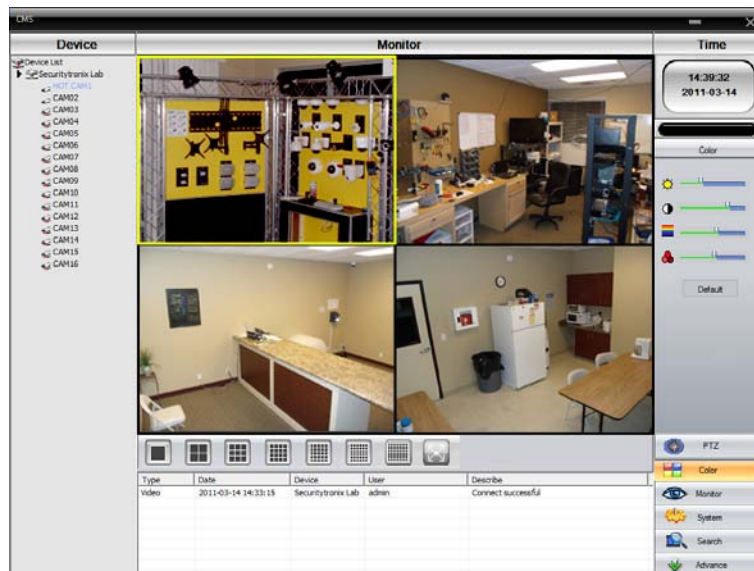 CMS
Device
Monitor
Time
Device List
Securitytronix Lab
HOT CAM1
CAM02
CAM03
CAM04
CAM05
CAM06
CAM07
CAM08
CAM09
CAM10
CAM11
CAM12
CAM13
CAM14
CAM15
CAM16
14:39:32
2011-03-14
Color
Default
PTZ
Color
Monitor
System
Search
Advance
Type Date Device User Describe
Video 2011-03-14 14:33:15 Securitytronix Lab admin Connect successful